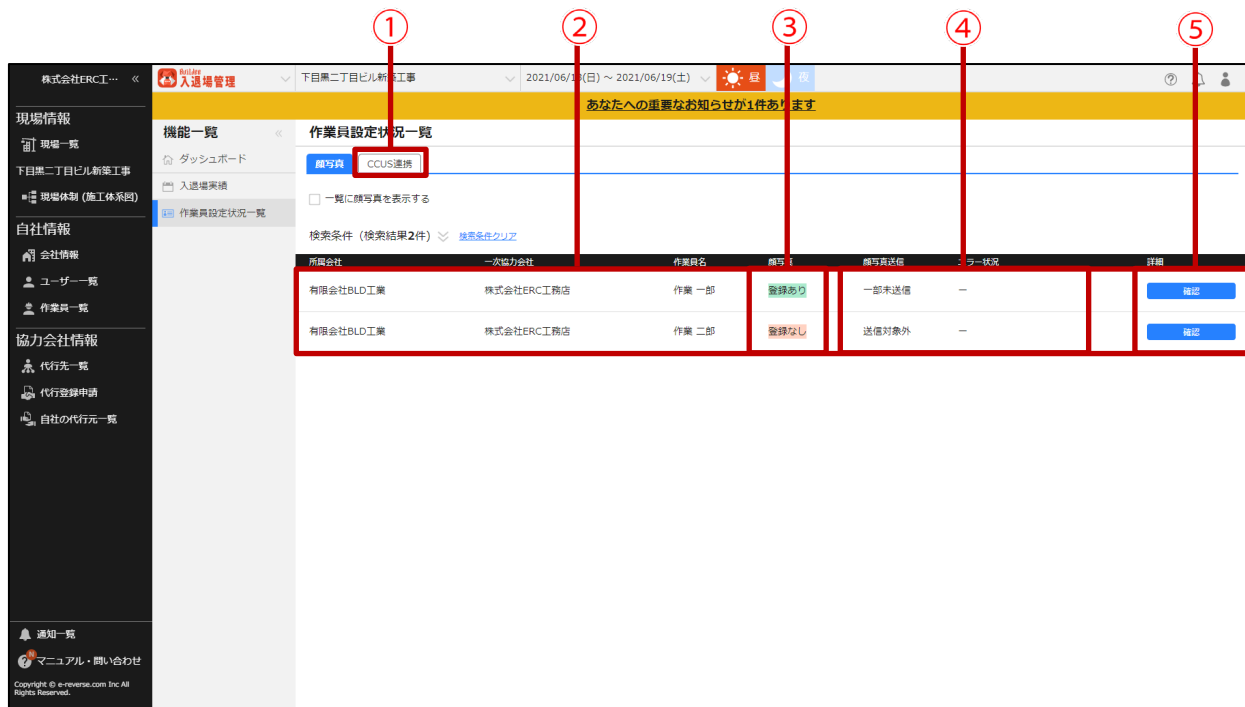 ① ② ③ ④ ⑤
株式会社ERC工… «
Buildee
入退場管理
下目黒二丁目ビル新築工事
2021/06/13(日) ～ 2021/06/19(土)
昼
夜
あなたへの重要なお知らせが1件あります
現場情報
現場一覧
下目黒二丁目ビル新築工事
現場体制 (施工体系図)
自社情報
会社情報
ユーザー一覧
作業員一覧
協力会社情報
代行先一覧
代行登録申請
自社の代行元一覧
通知一覧
N
マニュアル・問い合わせ
Copyright © e-reverse.com Inc All
Rights Reserved.
機能一覧 «
ダッシュボード
入退場実績
作業員設定状況一覧
作業員設定状況一覧
顔写真 CCUS連携
一覧に顔写真を表示する
検索条件（検索結果2件） 検索条件クリア
所属会社 一次協力会社 作業員名 顔写真 顔写真送信 エラー状況 詳細
有限会社BLD工業 株式会社ERC工務店 作業 一郎 登録あり 一部未送信 ー 確認
有限会社BLD工業 株式会社ERC工務店 作業 二郎 登録なし 送信対象外 ー 確認